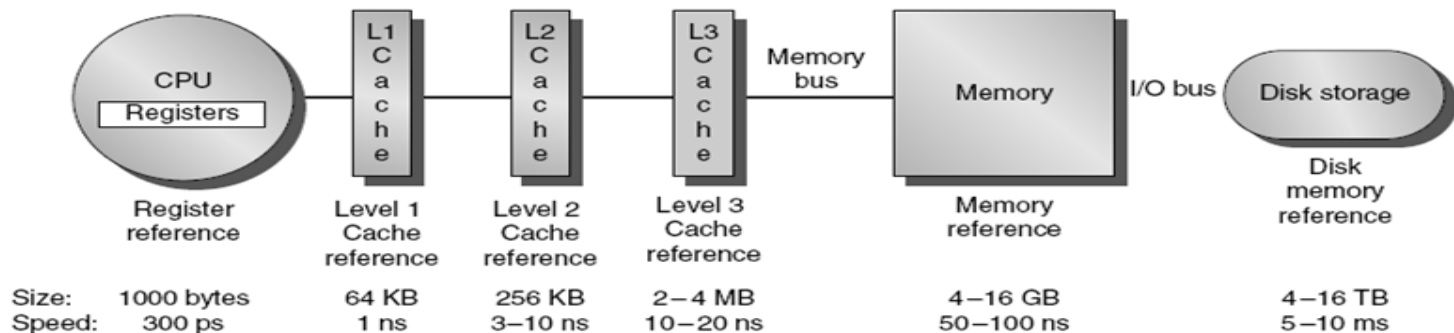 CPU
Registers
L1
C
a
c
h
e
L2
C
a
c
h
e
L3
C
a
c
h
e
Memory
bus
Memory
I/O bus
Disk storage
Register
reference
Level 1
Cache
reference
Level 2
Cache
reference
Level 3
Cache
reference
Memory
reference
Disk
memory
reference
Size: 1000 bytes 64 KB 256 KB 2–4 MB 4–16 GB 4–16 TB
Speed: 300 ps 1 ns 3–10 ns 10–20 ns 50–100 ns 5–10 ms